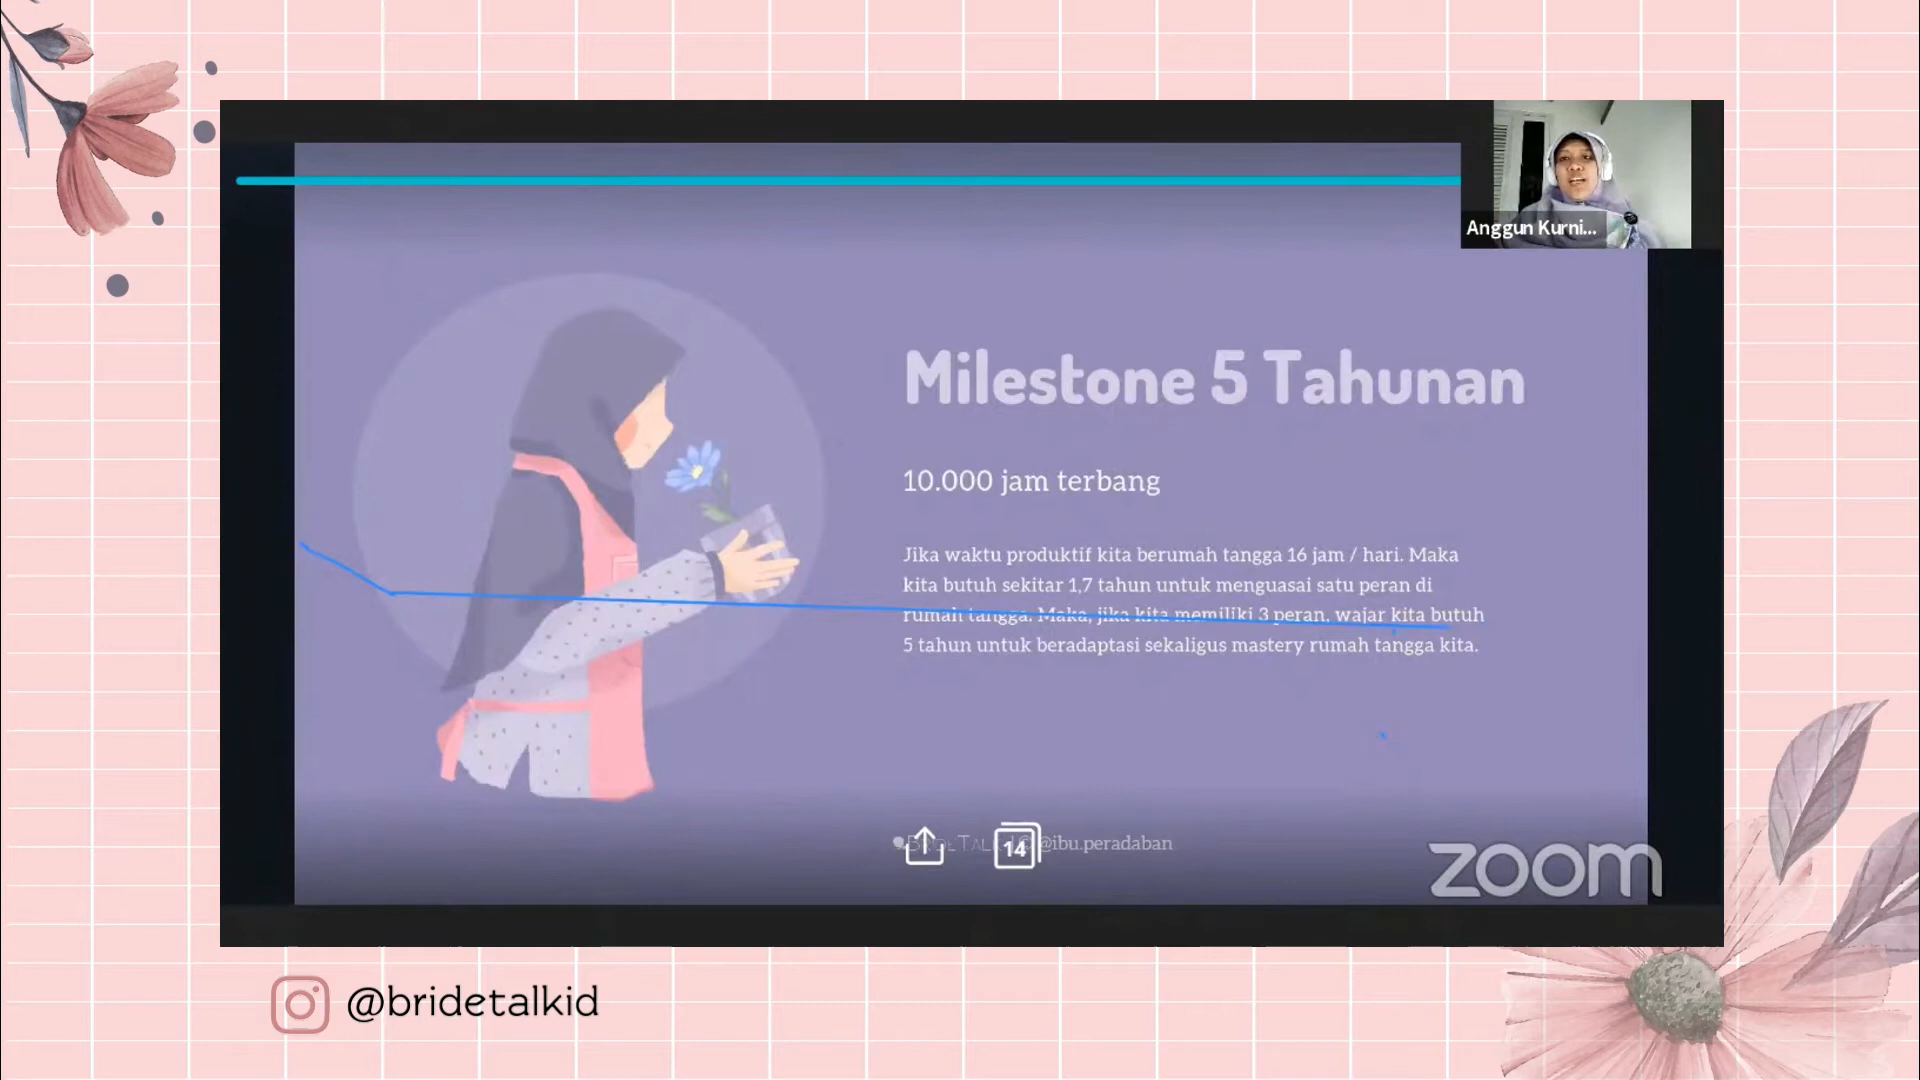 Anggun Kurni...
Milestone 5 Tahunan
10.000 jam terbang
Jika waktu produktif kita berumah tangga 16 jam / hari. Maka
kita butuh sekitar 1,7 tahun untuk menguasai satu peran di
rumah tangga. Maka, jika kita memiliki 3 peran, wajar kita butuh
5 tahun untuk beradaptasi sekaligus mastery rumah tangga kita.
14
@ibu.peradaban
zoom
@bridetalkid